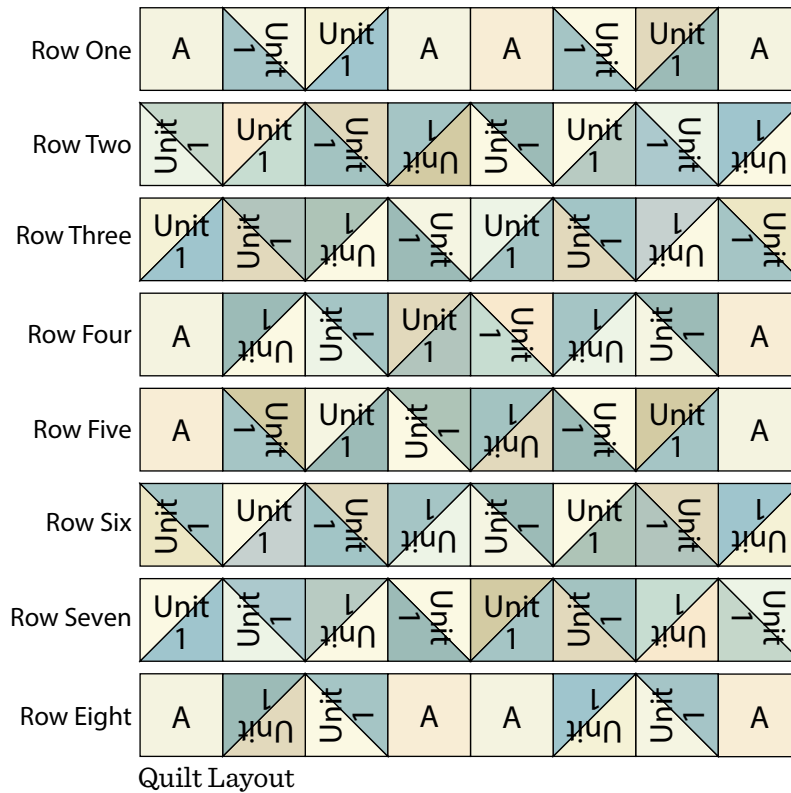 Row One A Unit 1 Unit 1 A A Unit 1 Unit 1 A
Row Two Unit 1 Unit 1 Unit 1 Unit 1 Unit 1 Unit 1 Unit 1 Unit 1
Row Three Unit 1 Unit 1 Unit 1 Unit 1 Unit 1 Unit 1 Unit 1 Unit 1
Row Four A Unit 1 Unit 1 Unit 1 Unit 1 Unit 1 Unit 1 A
Row Five A Unit 1 Unit 1 Unit 1 Unit 1 Unit 1 Unit 1 A
Row Six Unit 1 Unit 1 Unit 1 Unit 1 Unit 1 Unit 1 Unit 1 Unit 1
Row Seven Unit 1 Unit 1 Unit 1 Unit 1 Unit 1 Unit 1 Unit 1 Unit 1
Row Eight A Unit 1 Unit 1 A A Unit 1 Unit 1 A
Quilt Layout